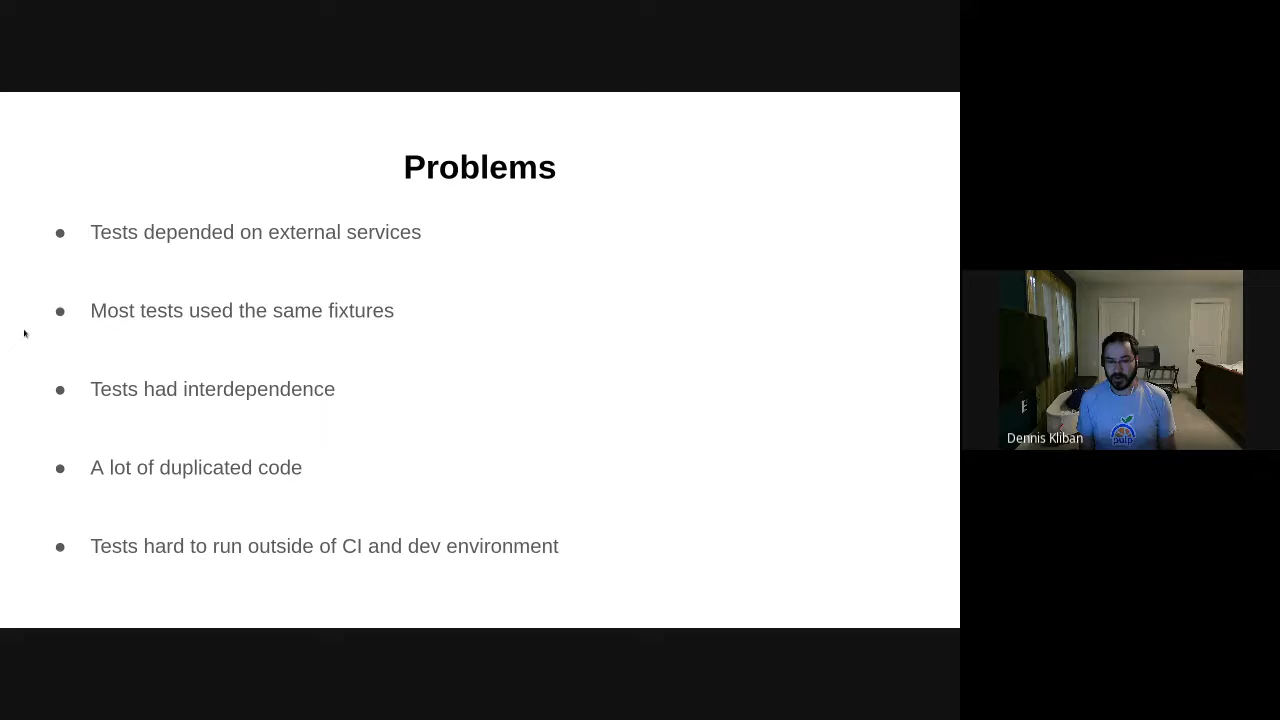 Problems
● Tests depended on external services
● Most tests used the same fixtures
● Tests had interdependence
● A lot of duplicated code
● Tests hard to run outside of CI and dev environment
Dennis Kliban
pulp